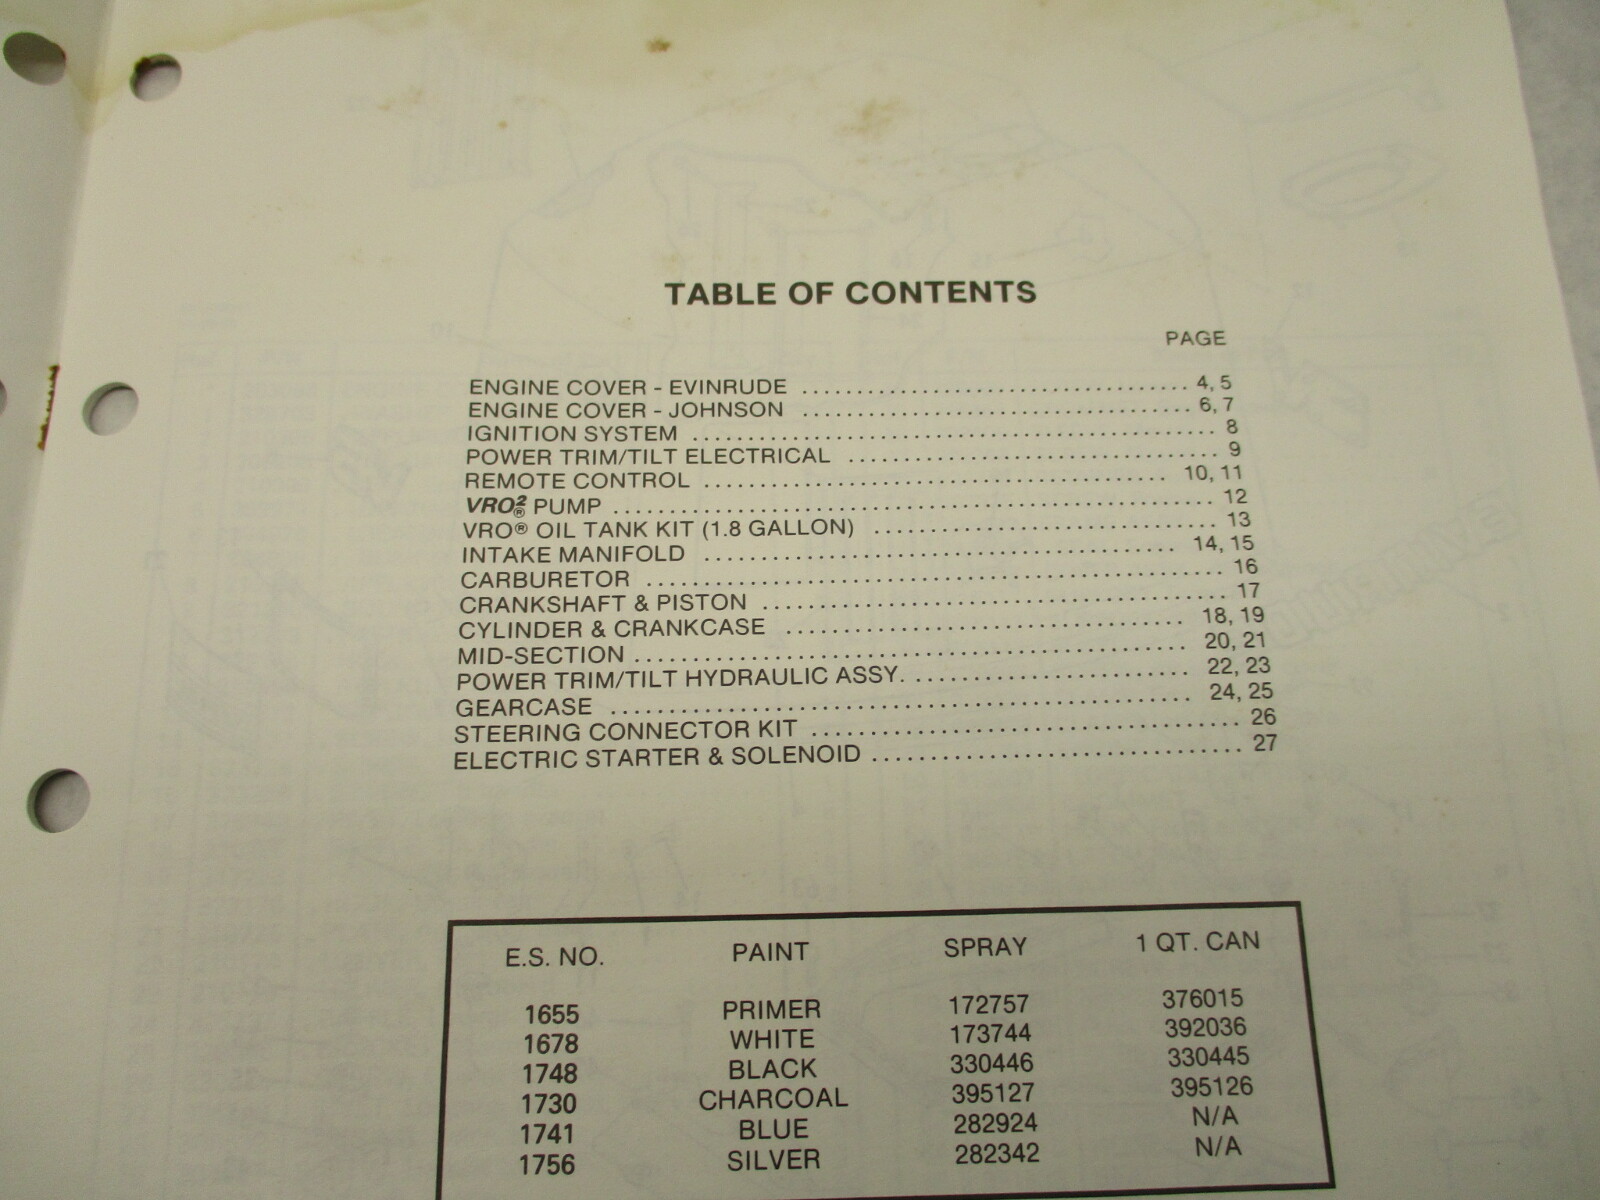 TABLE OF CONTENTS
PAGE
ENGINE COVER - EVINRUDE .................................... 4, 5
ENGINE COVER - JOHNSON .................................... 6, 7
IGNITION SYSTEM ................................................ 8
POWER TRIM/TILT ELECTRICAL .................................. 9
REMOTE CONTROL .......................................... 10, 11
VRO2® PUMP ....................................................... 12
VRO® OIL TANK KIT (1.8 GALLON) ................................ 13
INTAKE MANIFOLD ........................................... 14, 15
CARBURETOR ..................................................... 16
CRANKSHAFT & PISTON .......................................... 17
CYLINDER & CRANKCASE ..................................... 18, 19
MID-SECTION .................................................. 20, 21
POWER TRIM/TILT HYDRAULIC ASSY. .......................... 22, 23
GEARCASE ..................................................... 24, 25
STEERING CONNECTOR KIT ....................................... 26
ELECTRIC STARTER & SOLENOID .................................. 27
E.S. NO. PAINT SPRAY 1 QT. CAN
1655 PRIMER 172757 376015
1678 WHITE 173744 392036
1748 BLACK 330446 330445
1730 CHARCOAL 395127 395126
1741 BLUE 282924 N/A
1756 SILVER 282342 N/A